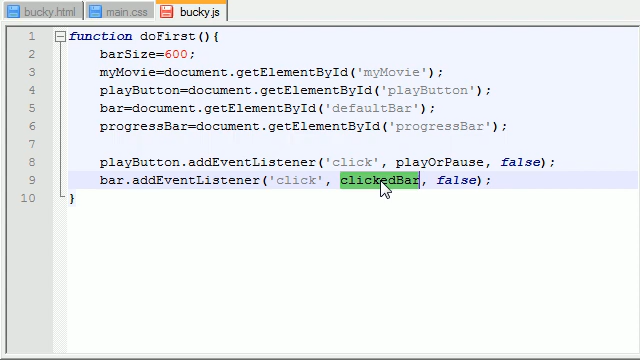 bucky.html main.css bucky.js
1 function doFirst(){
2 barSize=600;
3 myMovie=document.getElementById('myMovie');
4 playButton=document.getElementById('playButton');
5 bar=document.getElementById('defaultBar');
6 progressBar=document.getElementById('progressBar');
7
8 playButton.addEventListener('click', playOrPause, false);
9 bar.addEventListener('click', clickedBar, false);
10 }